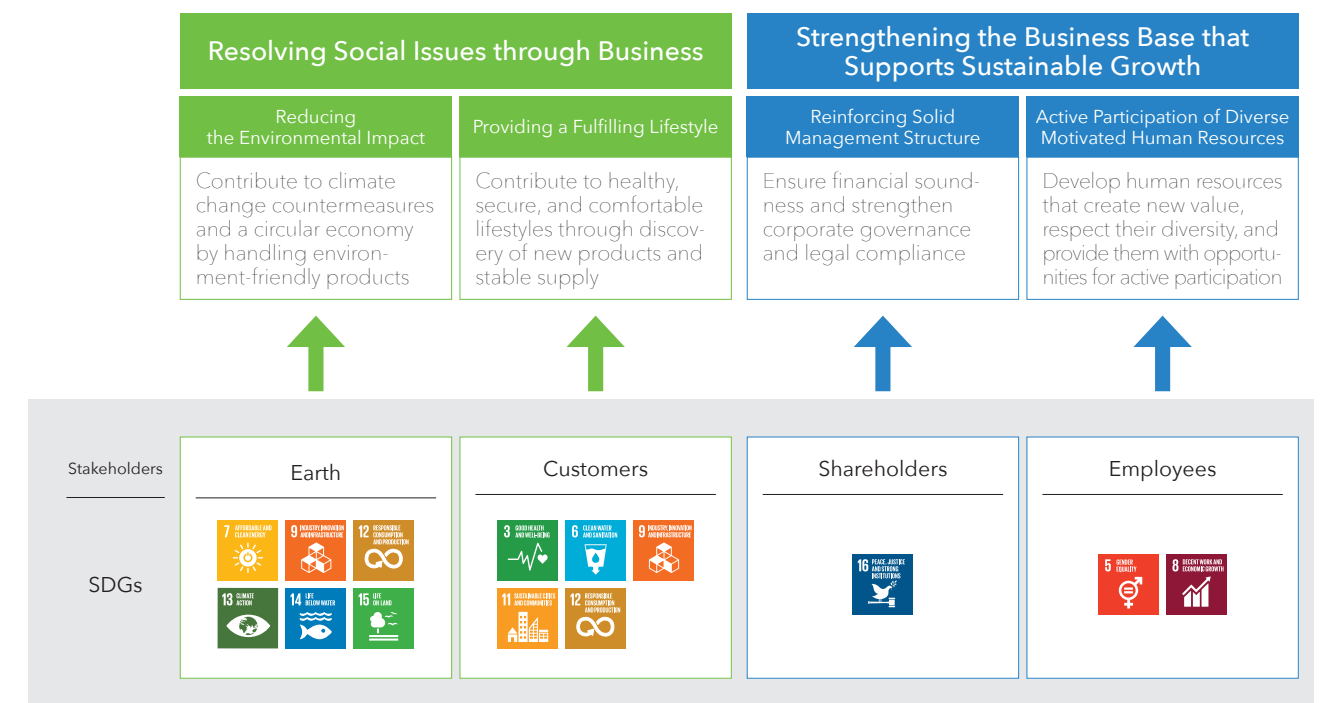 Resolving Social Issues through Business
Strengthening the Business Base that
Supports Sustainable Growth
Reducing
the Environmental Impact
Contribute to climate
change countermeasures
and a circular economy
by handling environ-
ment-friendly products
Providing a Fulfilling Lifestyle
Contribute to healthy,
secure, and comfortable
lifestyles through discov-
ery of new products and
stable supply
Reinforcing Solid
Management Structure
Ensure financial sound-
ness and strengthen
corporate governance
and legal compliance
Active Participation of Diverse
Motivated Human Resources
Develop human resources
that create new value,
respect their diversity, and
provide them with opportu-
nities for active participation
Stakeholders
Earth
Customers
Shareholders
Employees
SDGs
7 AFFORDABLE AND
CLEAN ENERGY
9 INDUSTRY, INNOVATION
AND INFRASTRUCTURE
12 RESPONSIBLE
CONSUMPTION
AND PRODUCTION
13 CLIMATE
ACTION
14 LIFE
BELOW WATER
15 LIFE
ON LAND
3 GOOD HEALTH
AND WELL-BEING
6 CLEAN WATER
AND SANITATION
9 INDUSTRY, INNOVATION
AND INFRASTRUCTURE
11 SUSTAINABLE CITIES
AND COMMUNITIES
12 RESPONSIBLE
CONSUMPTION
AND PRODUCTION
16 PEACE, JUSTICE
AND STRONG
INSTITUTIONS
5 GENDER
EQUALITY
8 DECENT WORK AND
ECONOMIC GROWTH